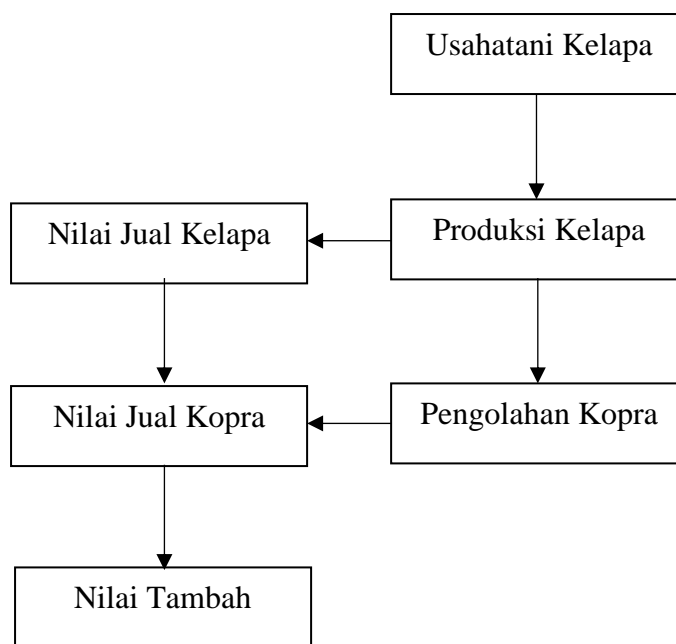 Usahatani Kelapa
Nilai Jual Kelapa
Produksi Kelapa
Nilai Jual Kopra
Pengolahan Kopra
Nilai Tambah